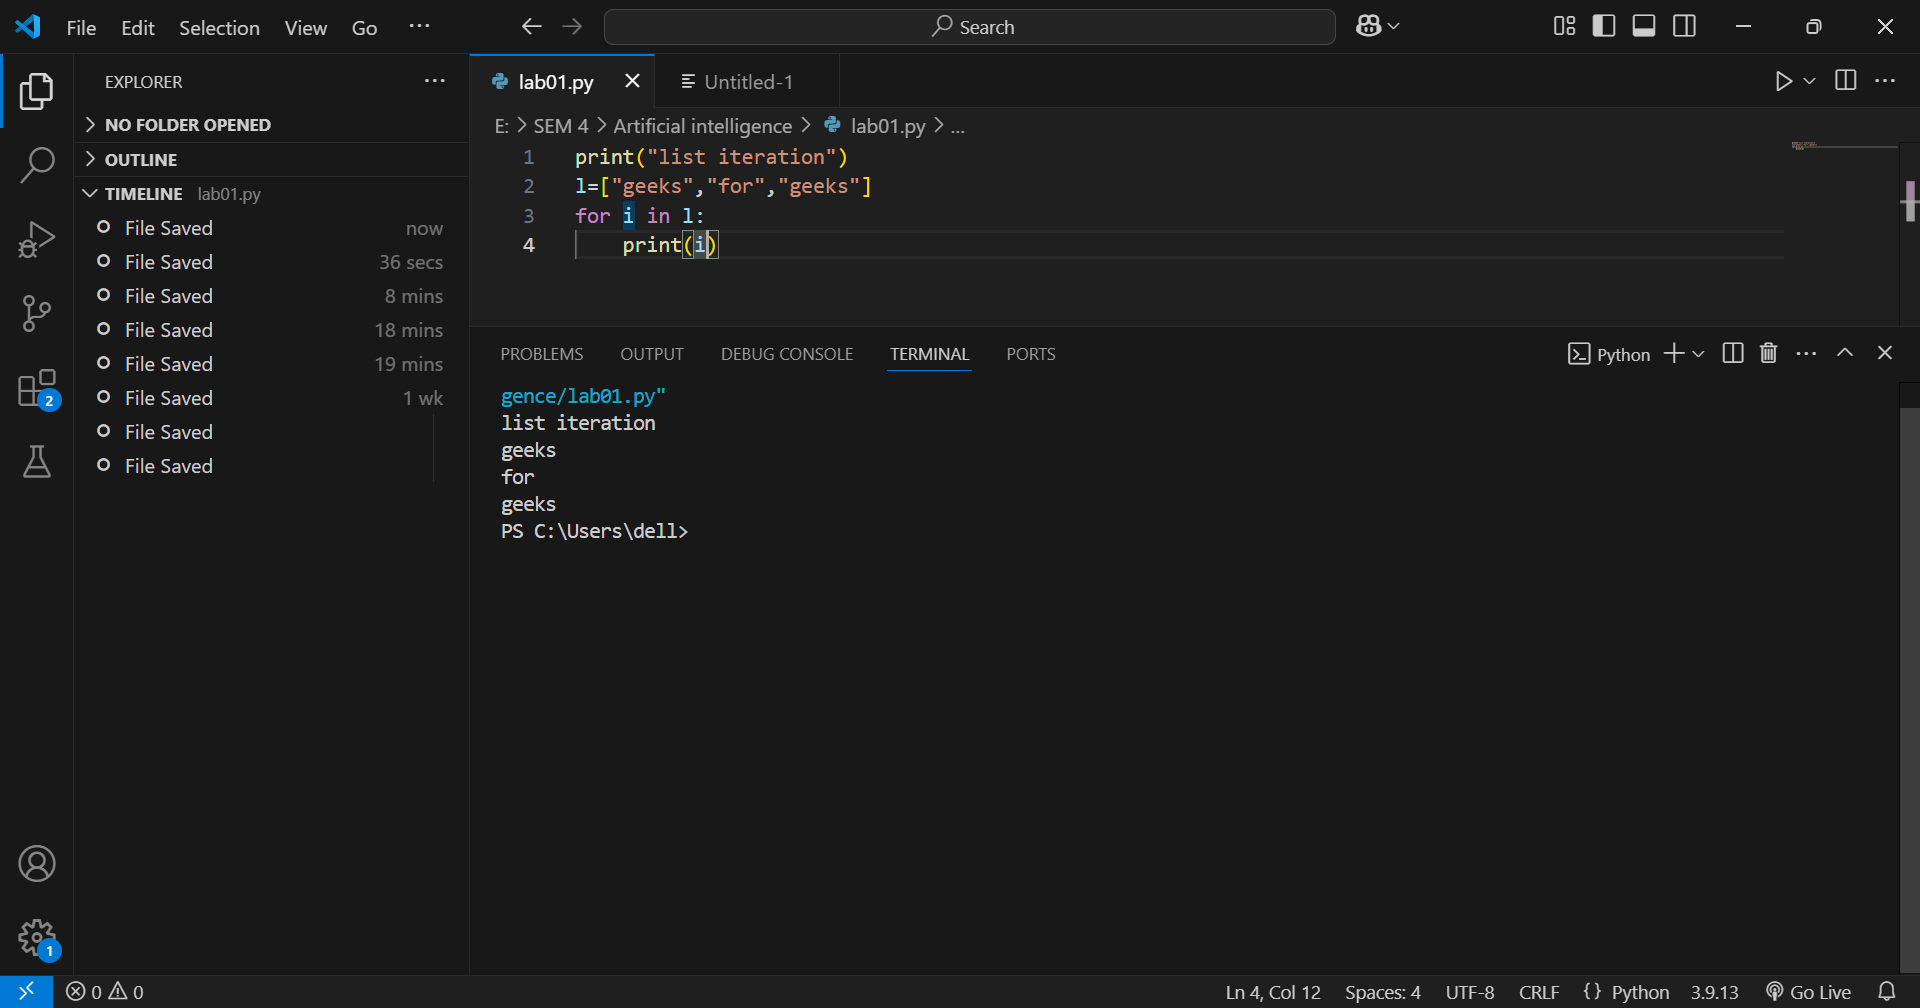 File Edit Selection View Go ... Search
EXPLORER ...
NO FOLDER OPENED
OUTLINE
TIMELINE lab01.py
File Saved now
File Saved 36 secs
File Saved 8 mins
File Saved 18 mins
File Saved 19 mins
File Saved 1 wk
File Saved
File Saved
2
1
lab01.py Untitled-1
E: > SEM 4 > Artificial intelligence > lab01.py > ...
1 print("list iteration")
2 l=["geeks","for","geeks"]
3 for i in l:
4     print(i)
PROBLEMS OUTPUT DEBUG CONSOLE TERMINAL PORTS Python
gence/lab01.py"
list iteration
geeks
for
geeks
PS C:\Users\dell>
0 0 Ln 4, Col 12 Spaces: 4 UTF-8 CRLF {} Python 3.9.13 Go Live